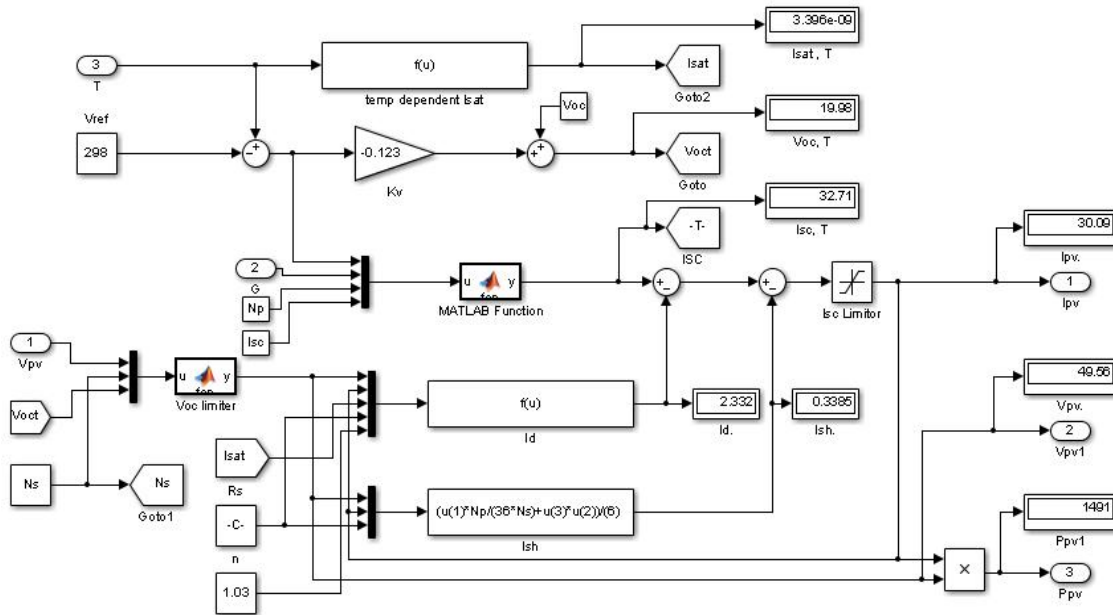 3.396e-09
3
T
f(u)
temp dependent Isat
Isat
Goto2
Isat, T
Vref
298
-+
-0.123
Kv
Voc
++
19.98
Voct
Goto
Voc, T
32.71
-T-
ISC
Isc, T
2
G
Np
Isc
u y
fcn
MATLAB Function
+-
+-
Isc Limitor
30.09
Ipv.
1
Ipv
1
Vpv
Voct
u y
fcn
Voc limiter
Ns
Ns
Goto1
Isat
Rs
-C-
n
1.03
f(u)
Id
2.332
Id.
0.3385
Ish.
(u(1)*Np/(36*Ns)+u(3)*u(2))/(6)
Ish
49.56
Vpv.
2
Vpv1
1491
Ppv1
×
3
Ppv